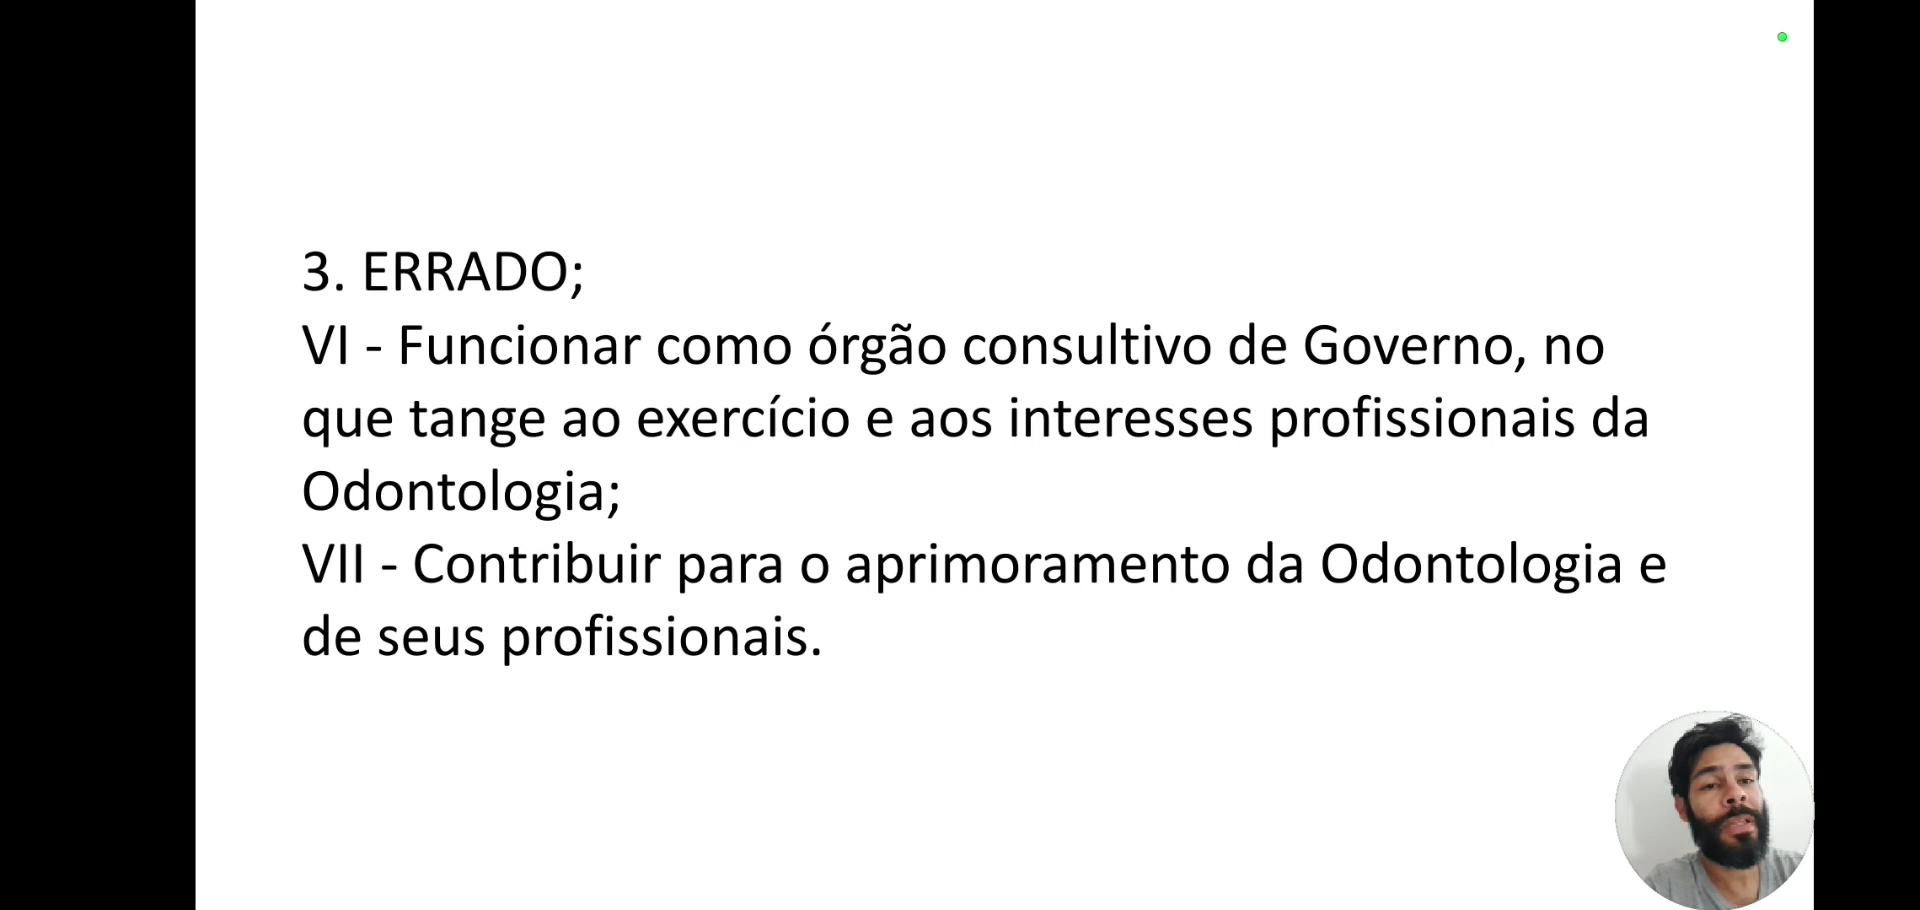 3. ERRADO;
VI - Funcionar como órgão consultivo de Governo, no
que tange ao exercício e aos interesses profissionais da
Odontologia;
VII - Contribuir para o aprimoramento da Odontologia e
de seus profissionais.